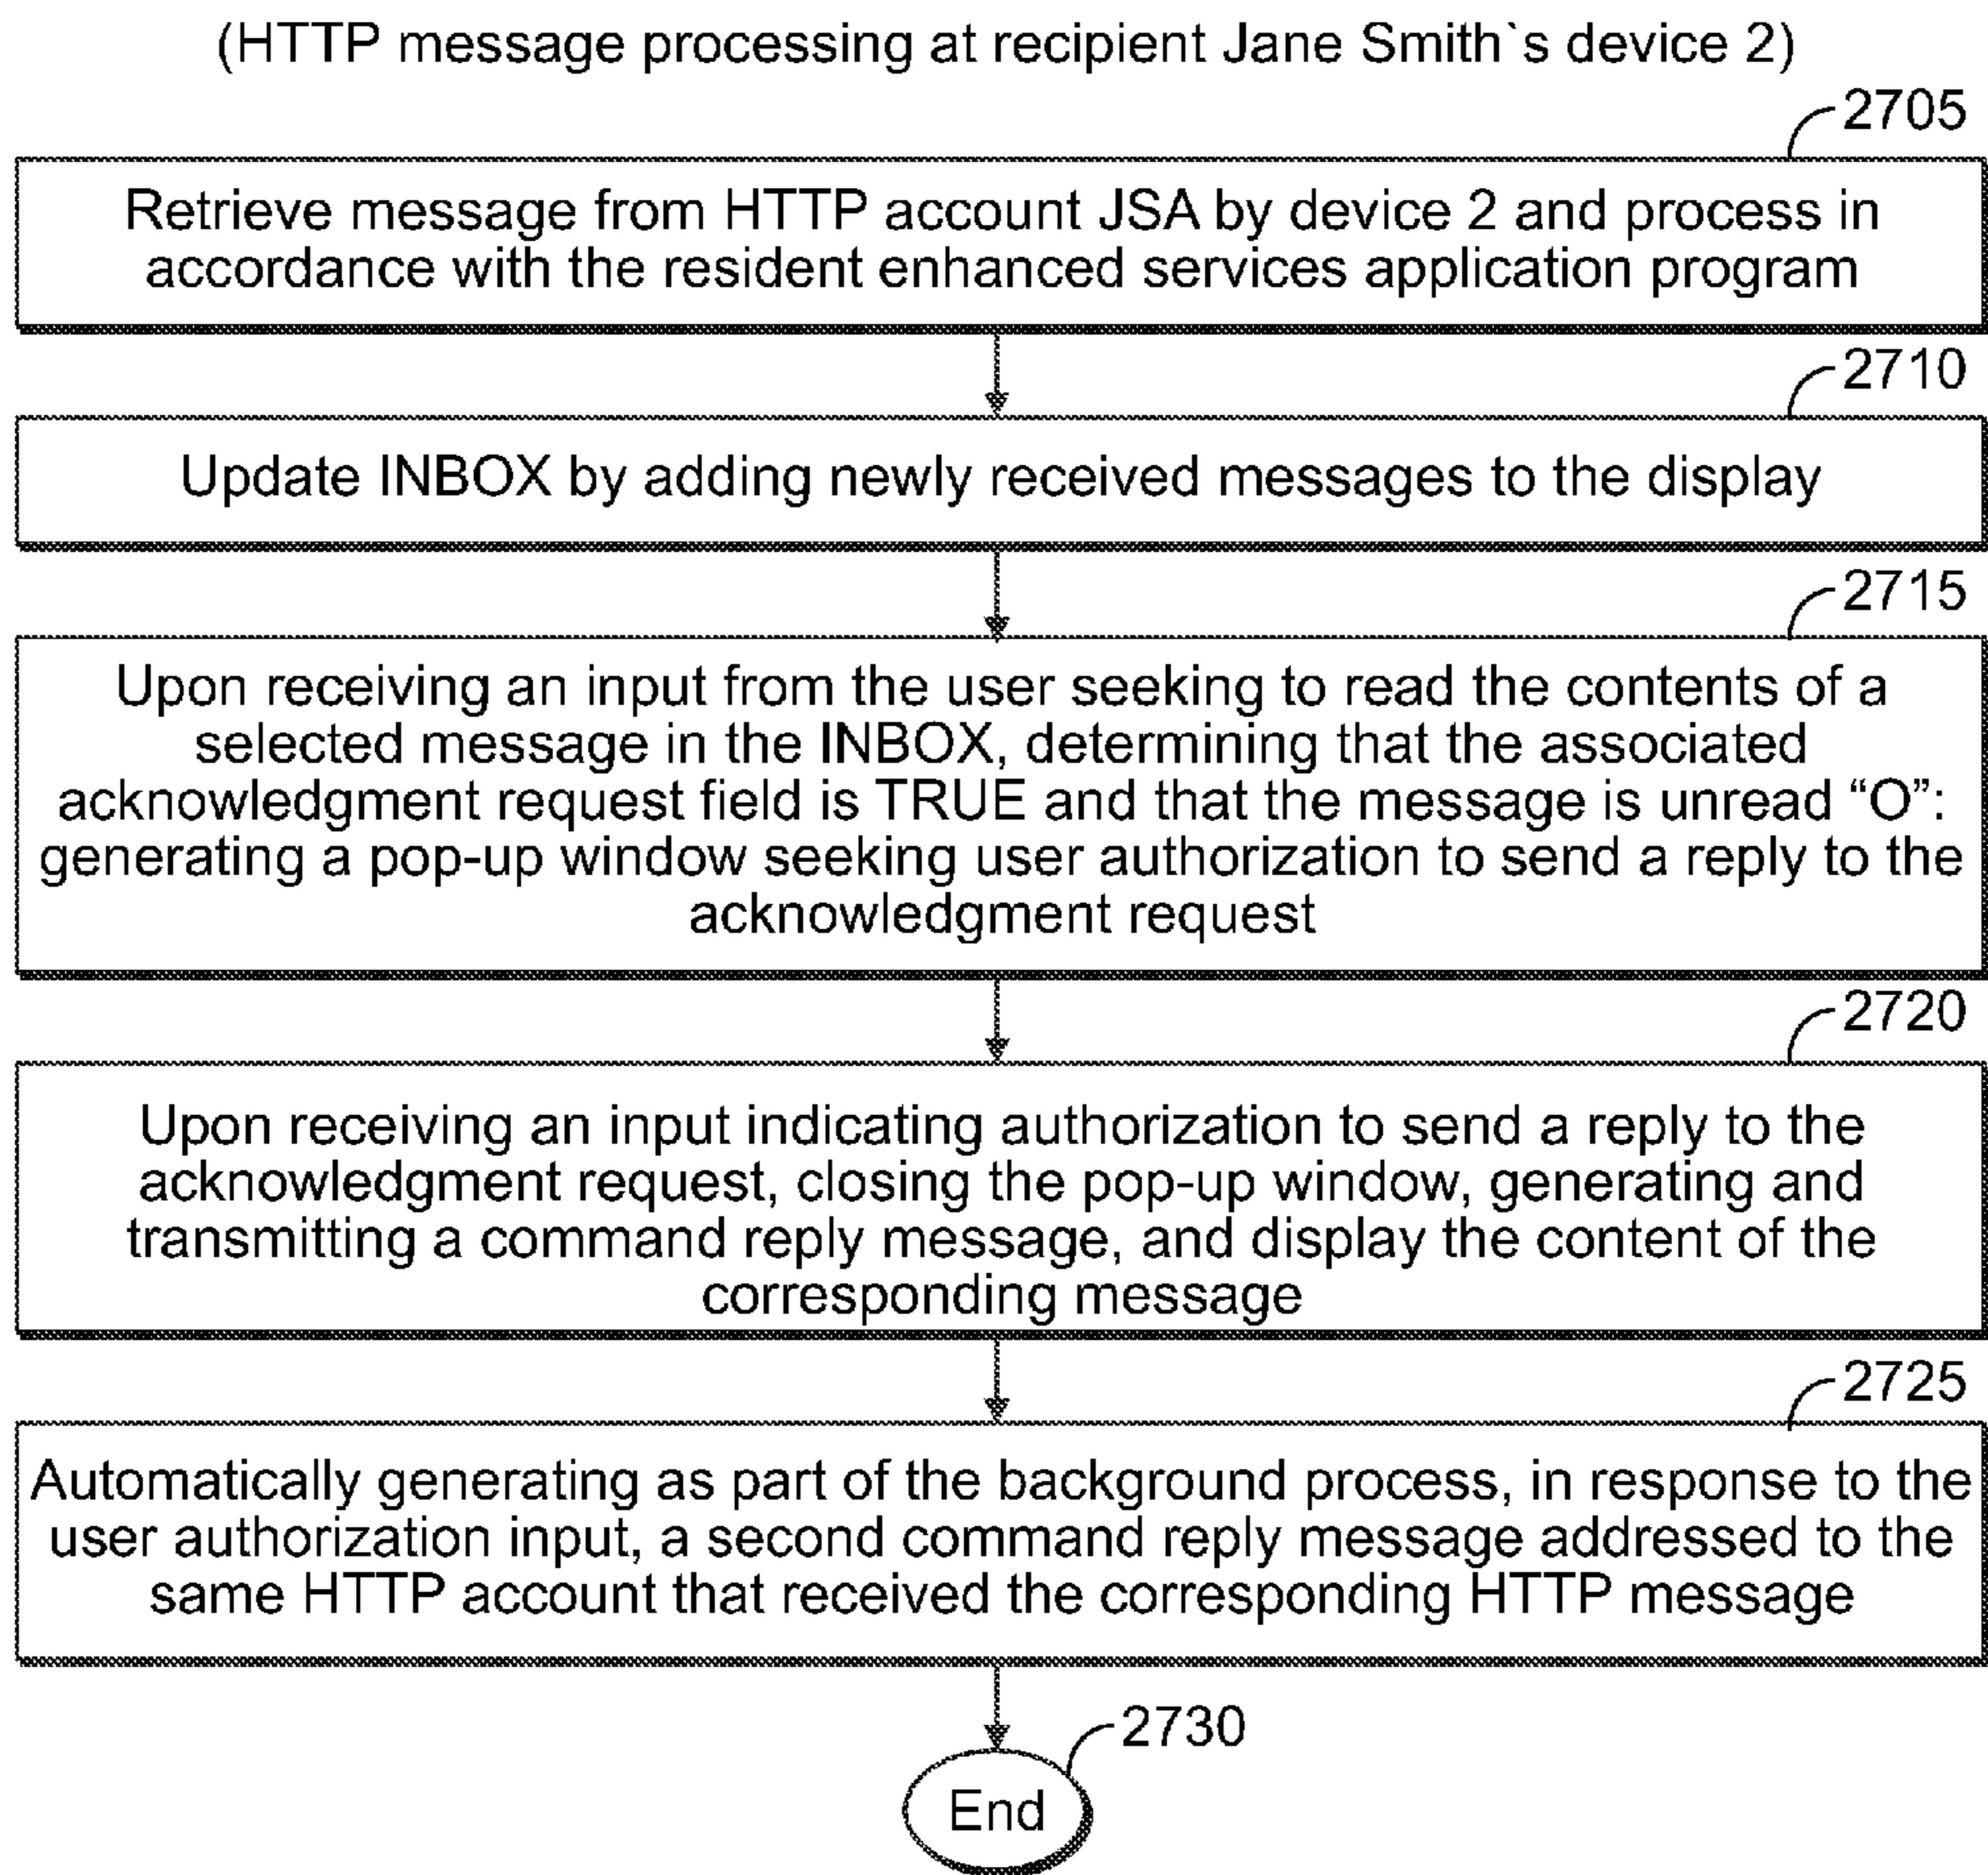 (HTTP message processing at recipient Jane Smith`s device 2)
2705
Retrieve message from HTTP account JSA by device 2 and process in
accordance with the resident enhanced services application program
2710
Update INBOX by adding newly received messages to the display
2715
Upon receiving an input from the user seeking to read the contents of a
selected message in the INBOX, determining that the associated
acknowledgment request field is TRUE and that the message is unread “O”:
generating a pop-up window seeking user authorization to send a reply to the
acknowledgment request
2720
Upon receiving an input indicating authorization to send a reply to the
acknowledgment request, closing the pop-up window, generating and
transmitting a command reply message, and display the content of the
corresponding message
2725
Automatically generating as part of the background process, in response to the
user authorization input, a second command reply message addressed to the
same HTTP account that received the corresponding HTTP message
2730
End